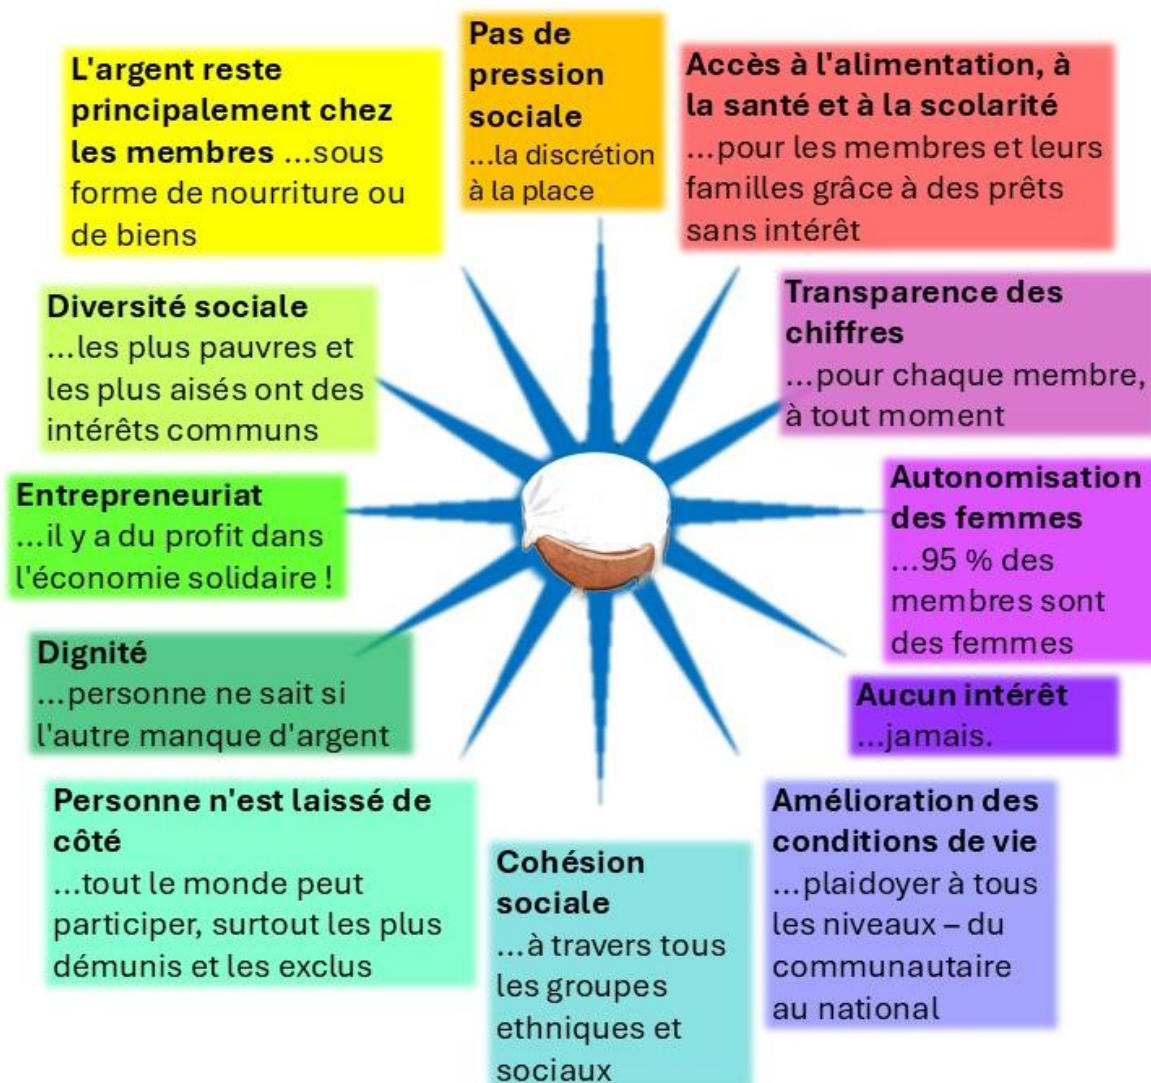 Pas de
pression
sociale
...la discrétion
à la place
Accès à l'alimentation, à
la santé et à la scolarité
...pour les membres et leurs
familles grâce à des prêts
sans intérêt
Transparence des
chiffres
...pour chaque membre,
à tout moment
Autonomisation
des femmes
...95 % des
membres sont
des femmes
Aucun intérêt
...jamais.
Amélioration des
conditions de vie
...plaidoyer à tous
les niveaux – du
communautaire
au national
Cohésion
sociale
...à travers tous
les groupes
ethniques et
sociaux
Personne n'est laissé de
côté
...tout le monde peut
participer, surtout les plus
démunis et les exclus
Dignité
...personne ne sait si
l'autre manque d'argent
Entrepreneuriat
...il y a du profit dans
l'économie solidaire !
Diversité sociale
...les plus pauvres et
les plus aisés ont des
intérêts communs
L'argent reste
principalement chez
les membres ...sous
forme de nourriture ou
de biens